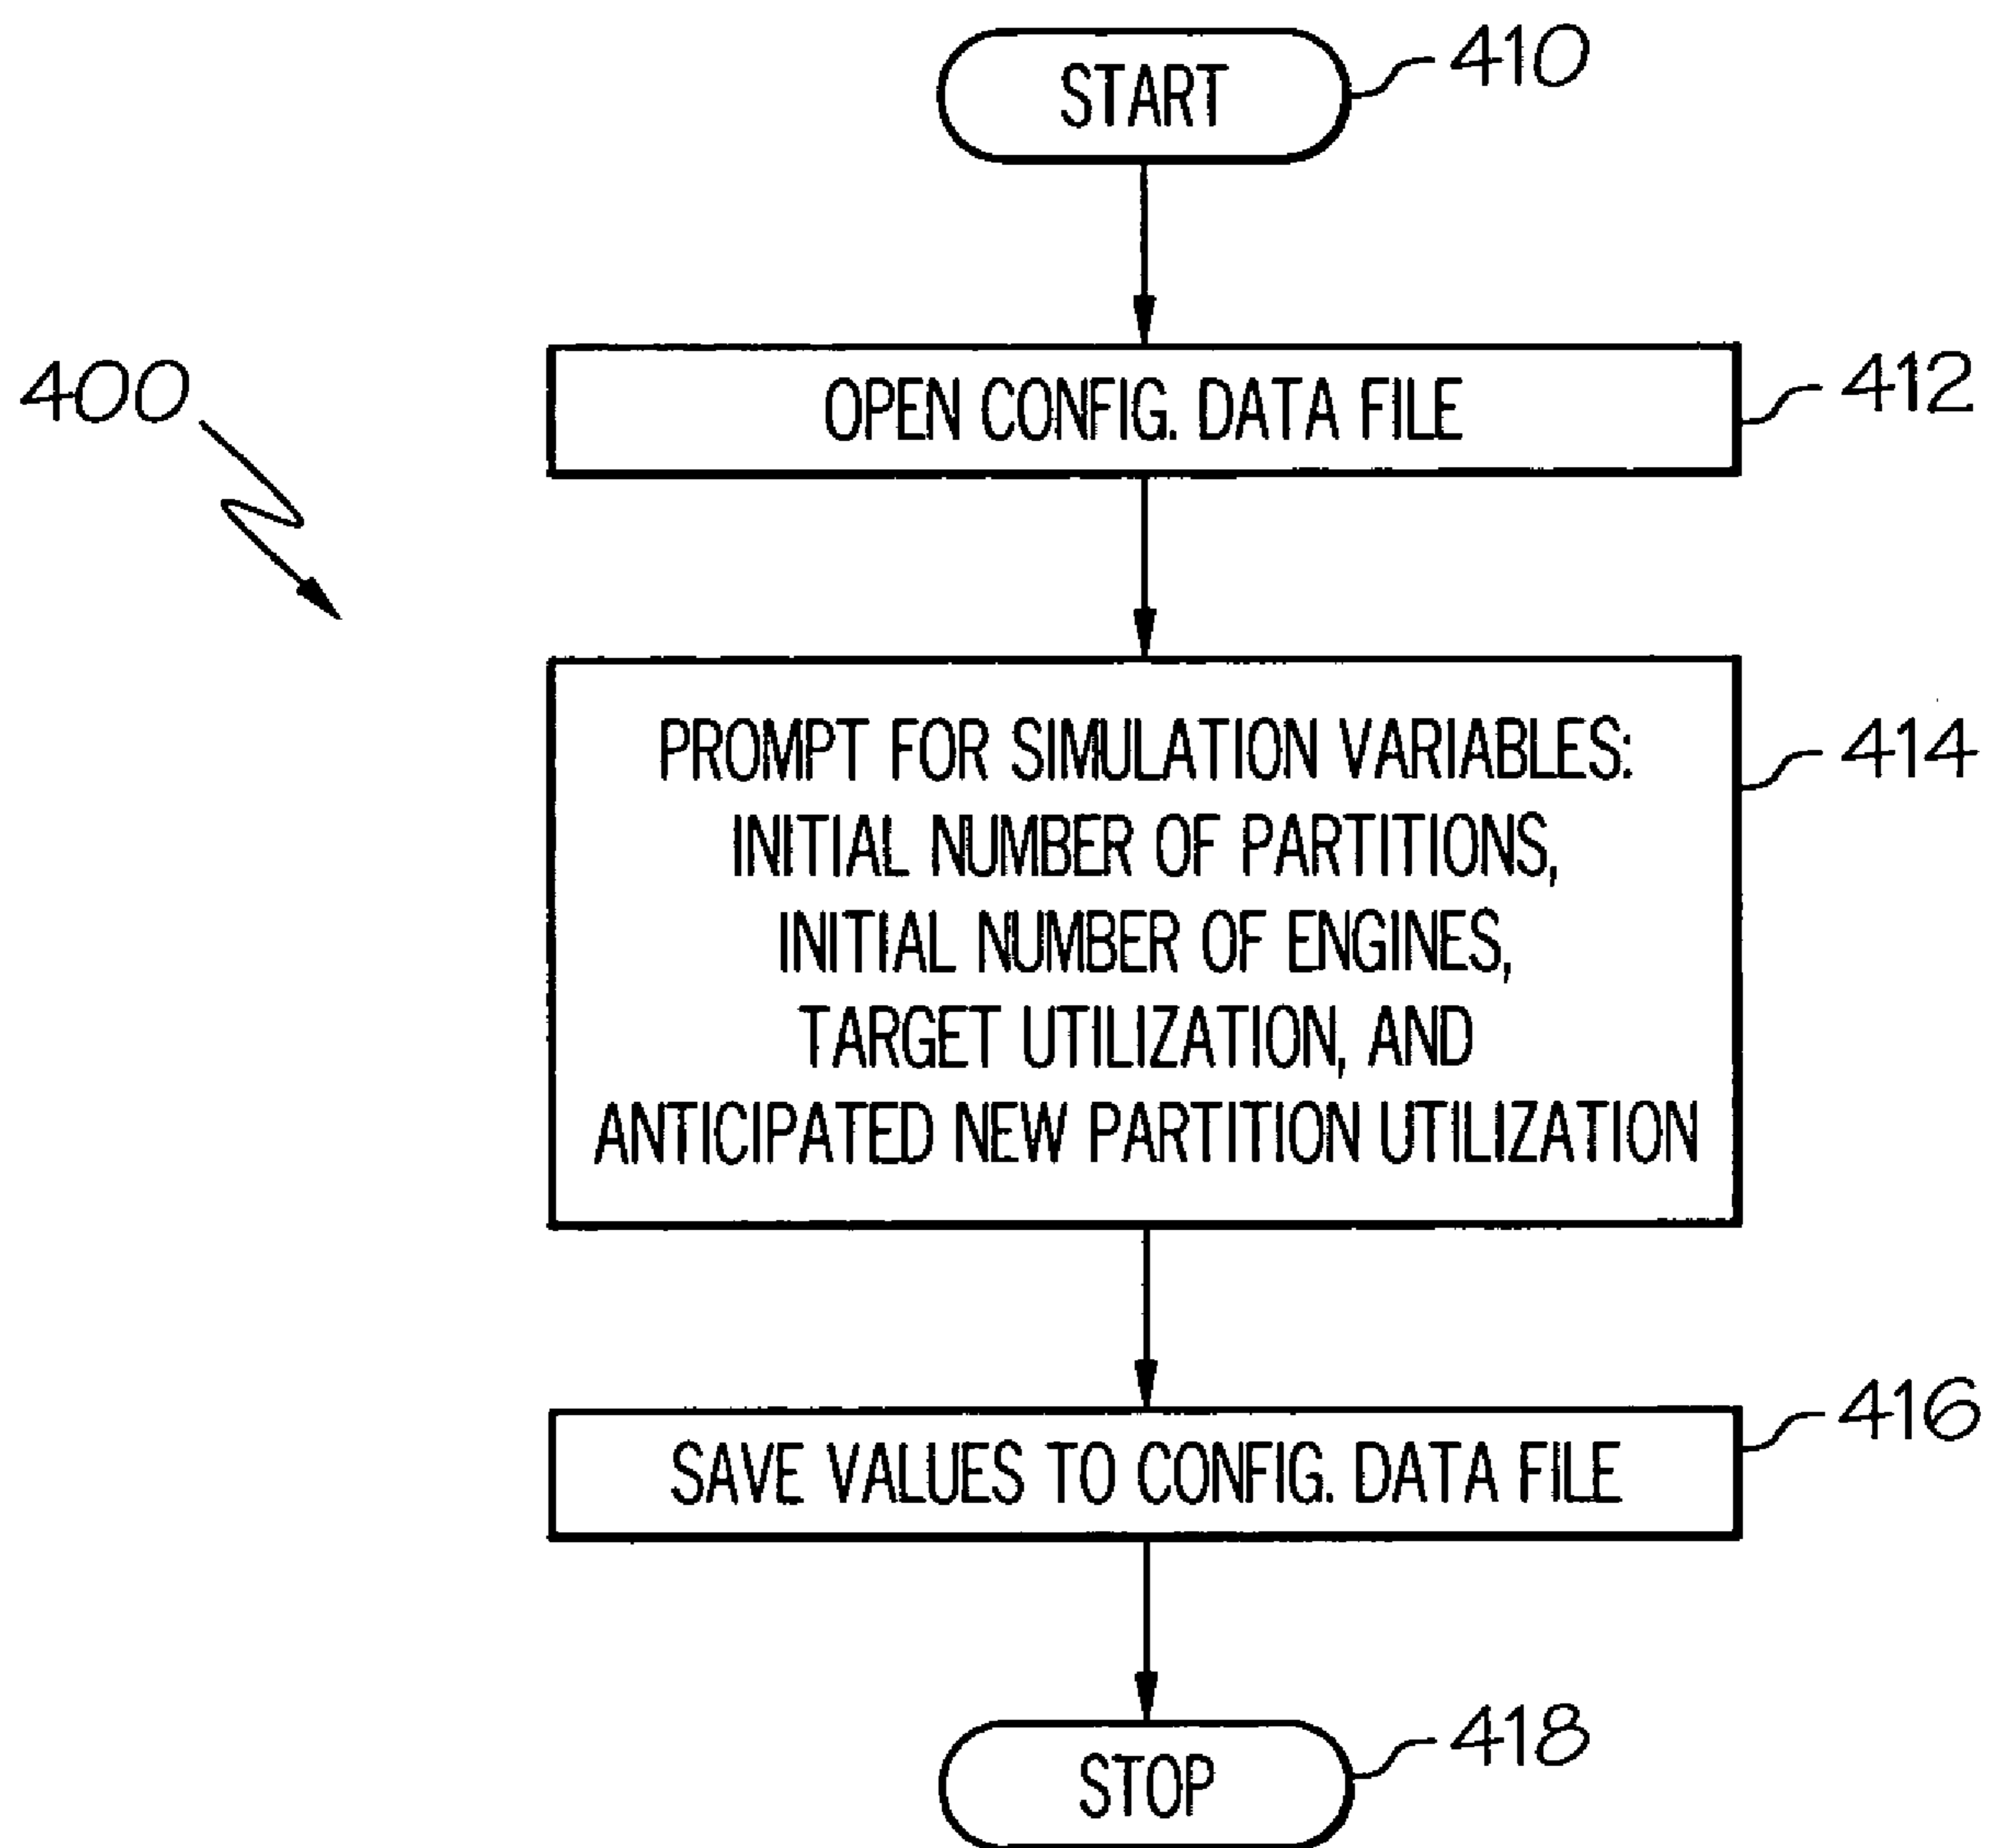 START
410
400
OPEN CONFIG. DATA FILE
412
PROMPT FOR SIMULATION VARIABLES:
INITIAL NUMBER OF PARTITIONS,
INITIAL NUMBER OF ENGINES,
TARGET UTILIZATION, AND
ANTICIPATED NEW PARTITION UTILIZATION
414
SAVE VALUES TO CONFIG. DATA FILE
416
STOP
418